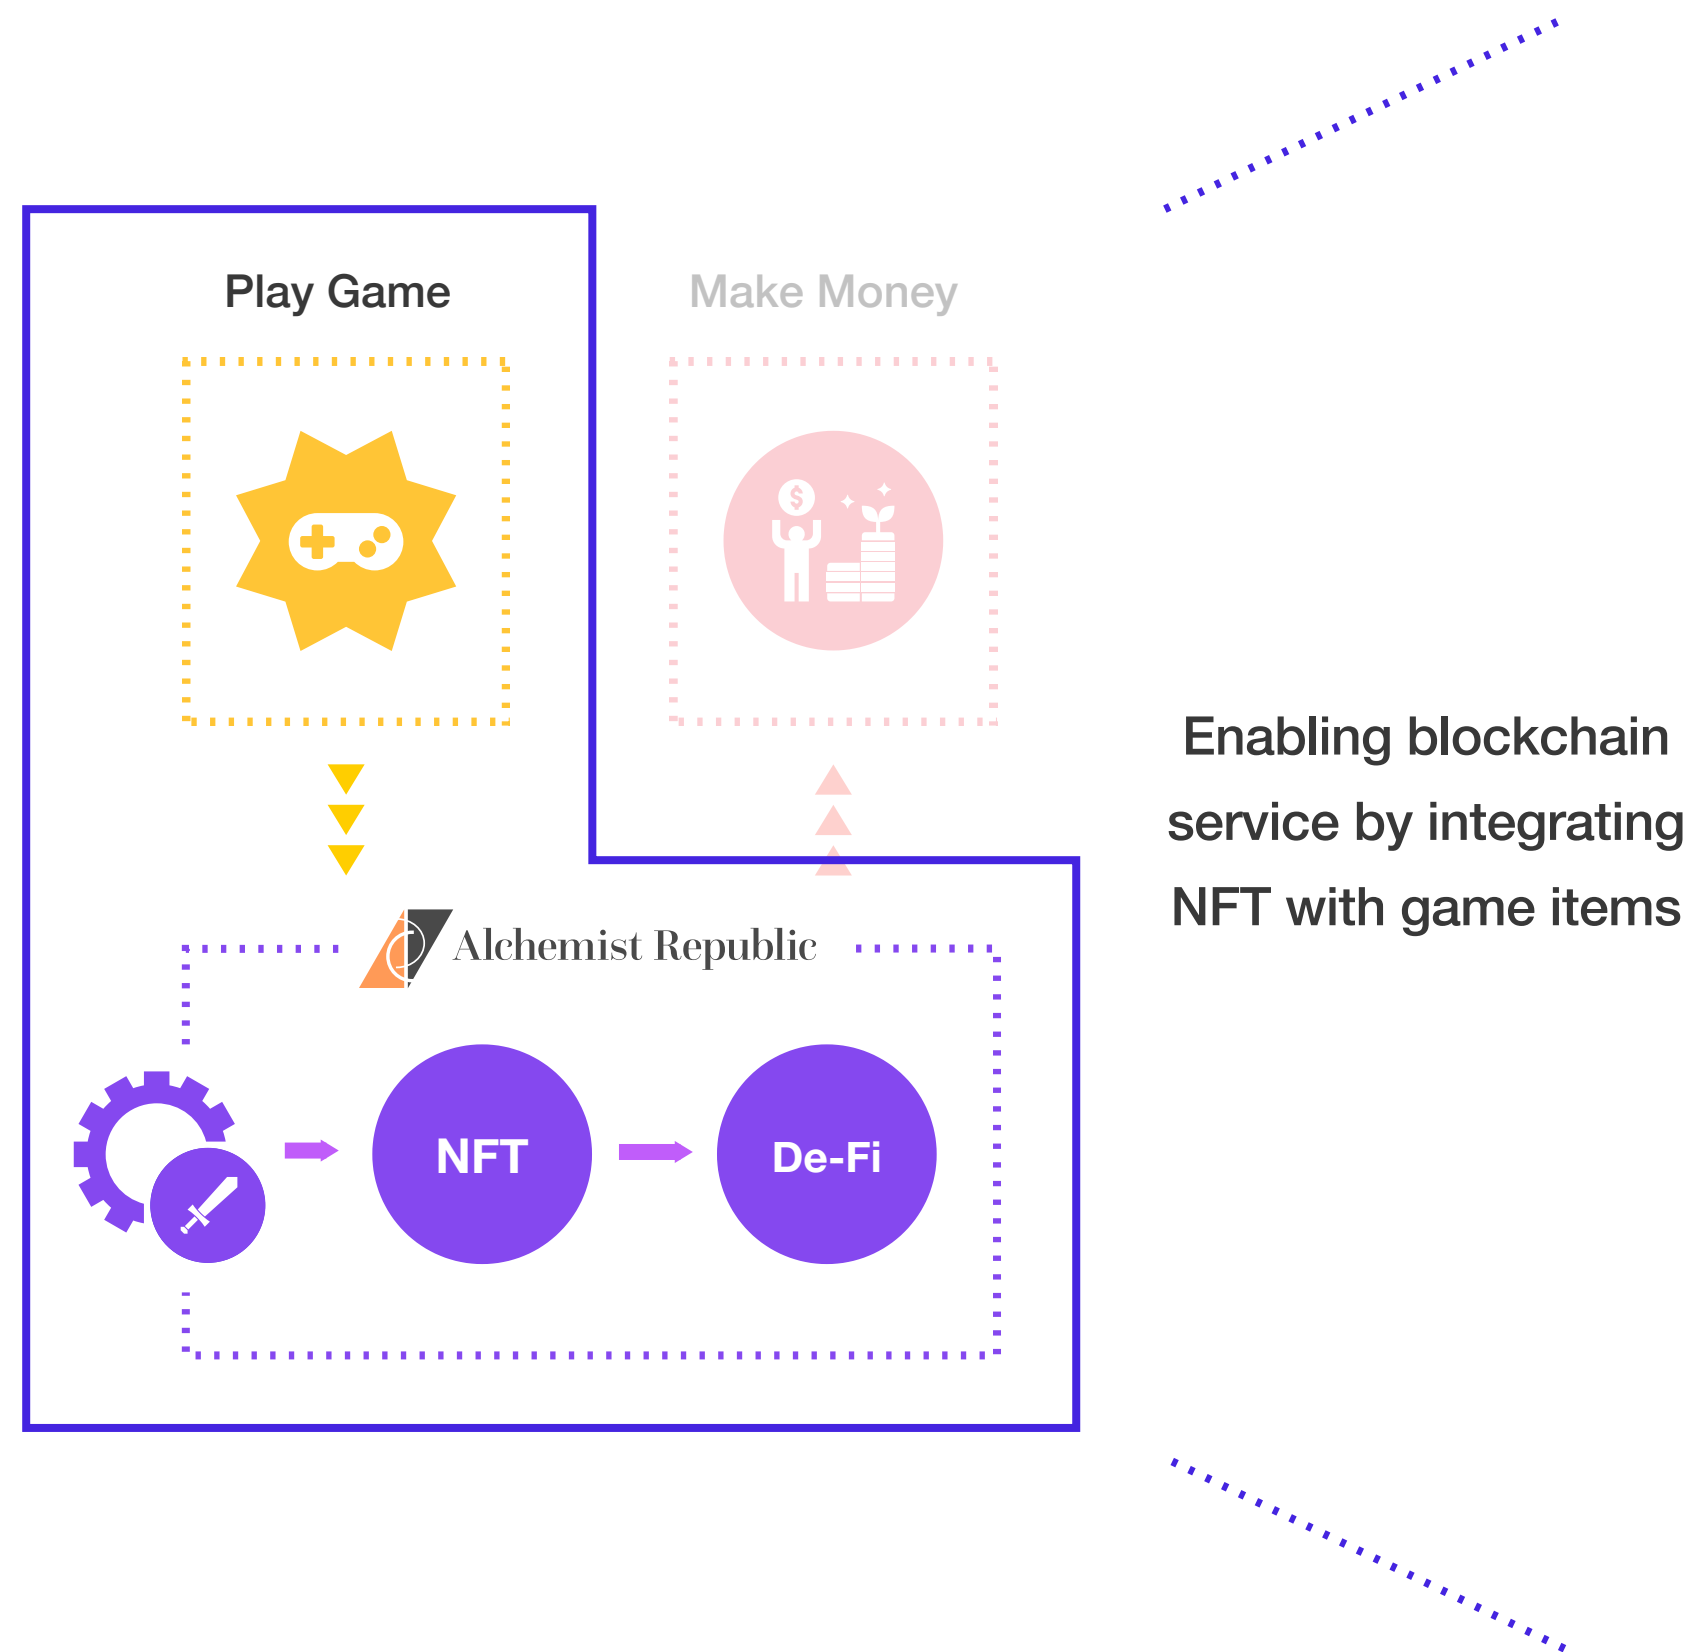 Play Game
Make Money
$
Enabling blockchain
service by integrating
NFT with game items
Alchemist Republic
NFT
De-Fi